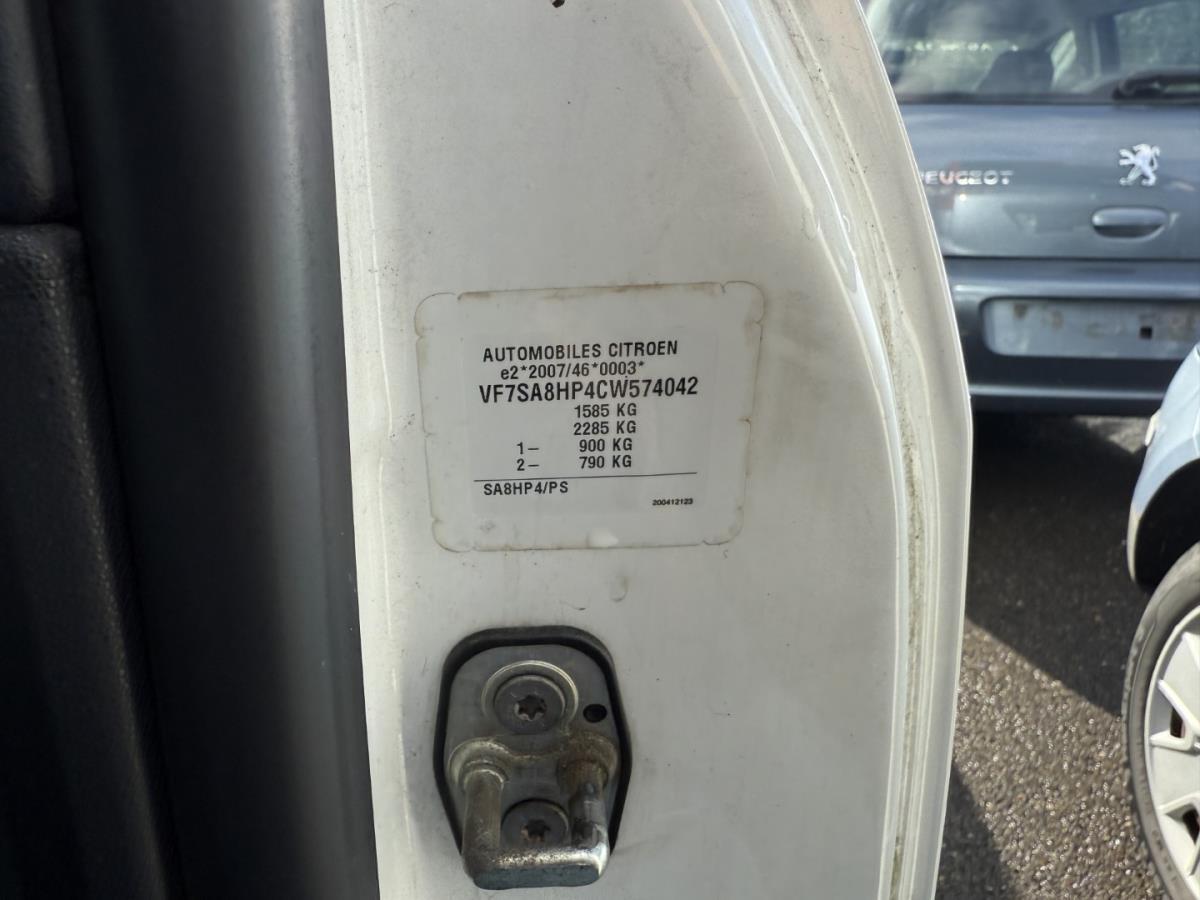 AUTOMOBILES CITROEN
e2*2007/46*0003*
VF7SA8HP4CW574042
1585 KG
2285 KG
1- 900 KG
2- 790 KG
SA8HP4/PS
200412123
PEUGEOT